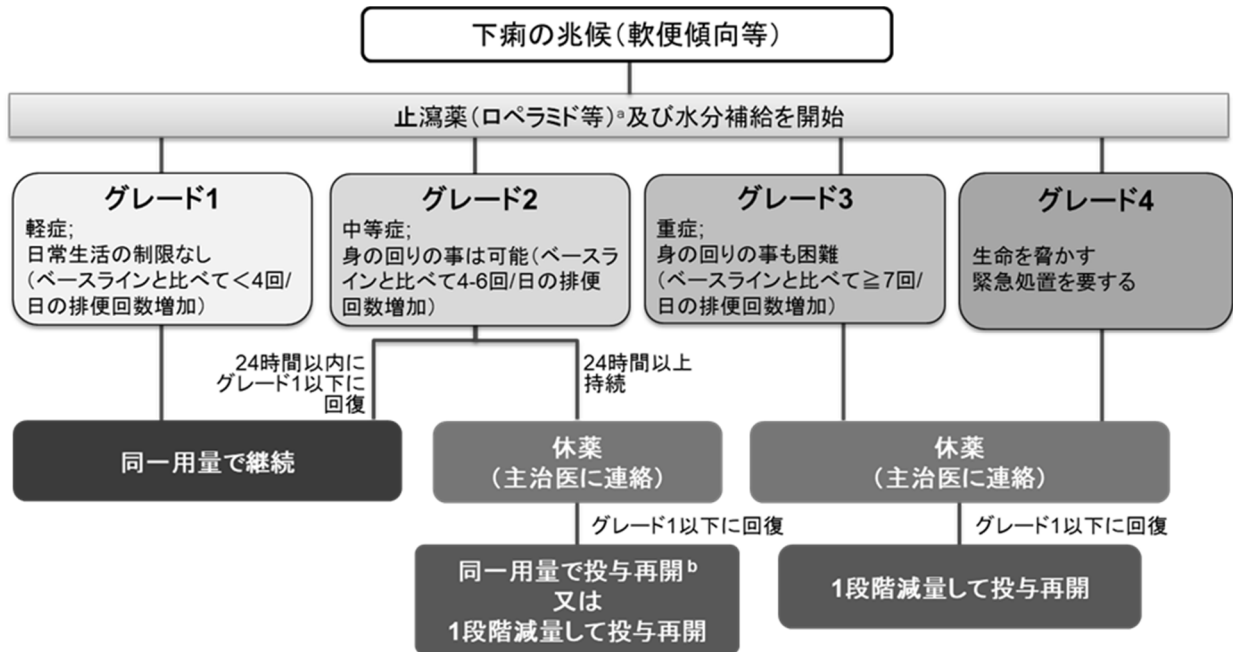 下痢の兆候(軟便傾向等)
止瀉薬(ロペラミド等)ᵃ及び水分補給を開始
グレード1
軽症;
日常生活の制限なし
(ベースラインと比べて<4回/
日の排便回数増加)
グレード2
中等症;
身の回りの事は可能(ベースラ
インと比べて4-6回/日の排便
回数増加)
グレード3
重症;
身の回りの事も困難
(ベースラインと比べて≧7回/
日の排便回数増加)
グレード4
生命を脅かす
緊急処置を要する
24時間以内に
グレード1以下に
回復
24時間以上
持続
同一用量で継続
休薬
(主治医に連絡)
休薬
(主治医に連絡)
グレード1以下に回復
グレード1以下に回復
同一用量で投与再開ᵇ
又は
1段階減量して投与再開
1段階減量して投与再開